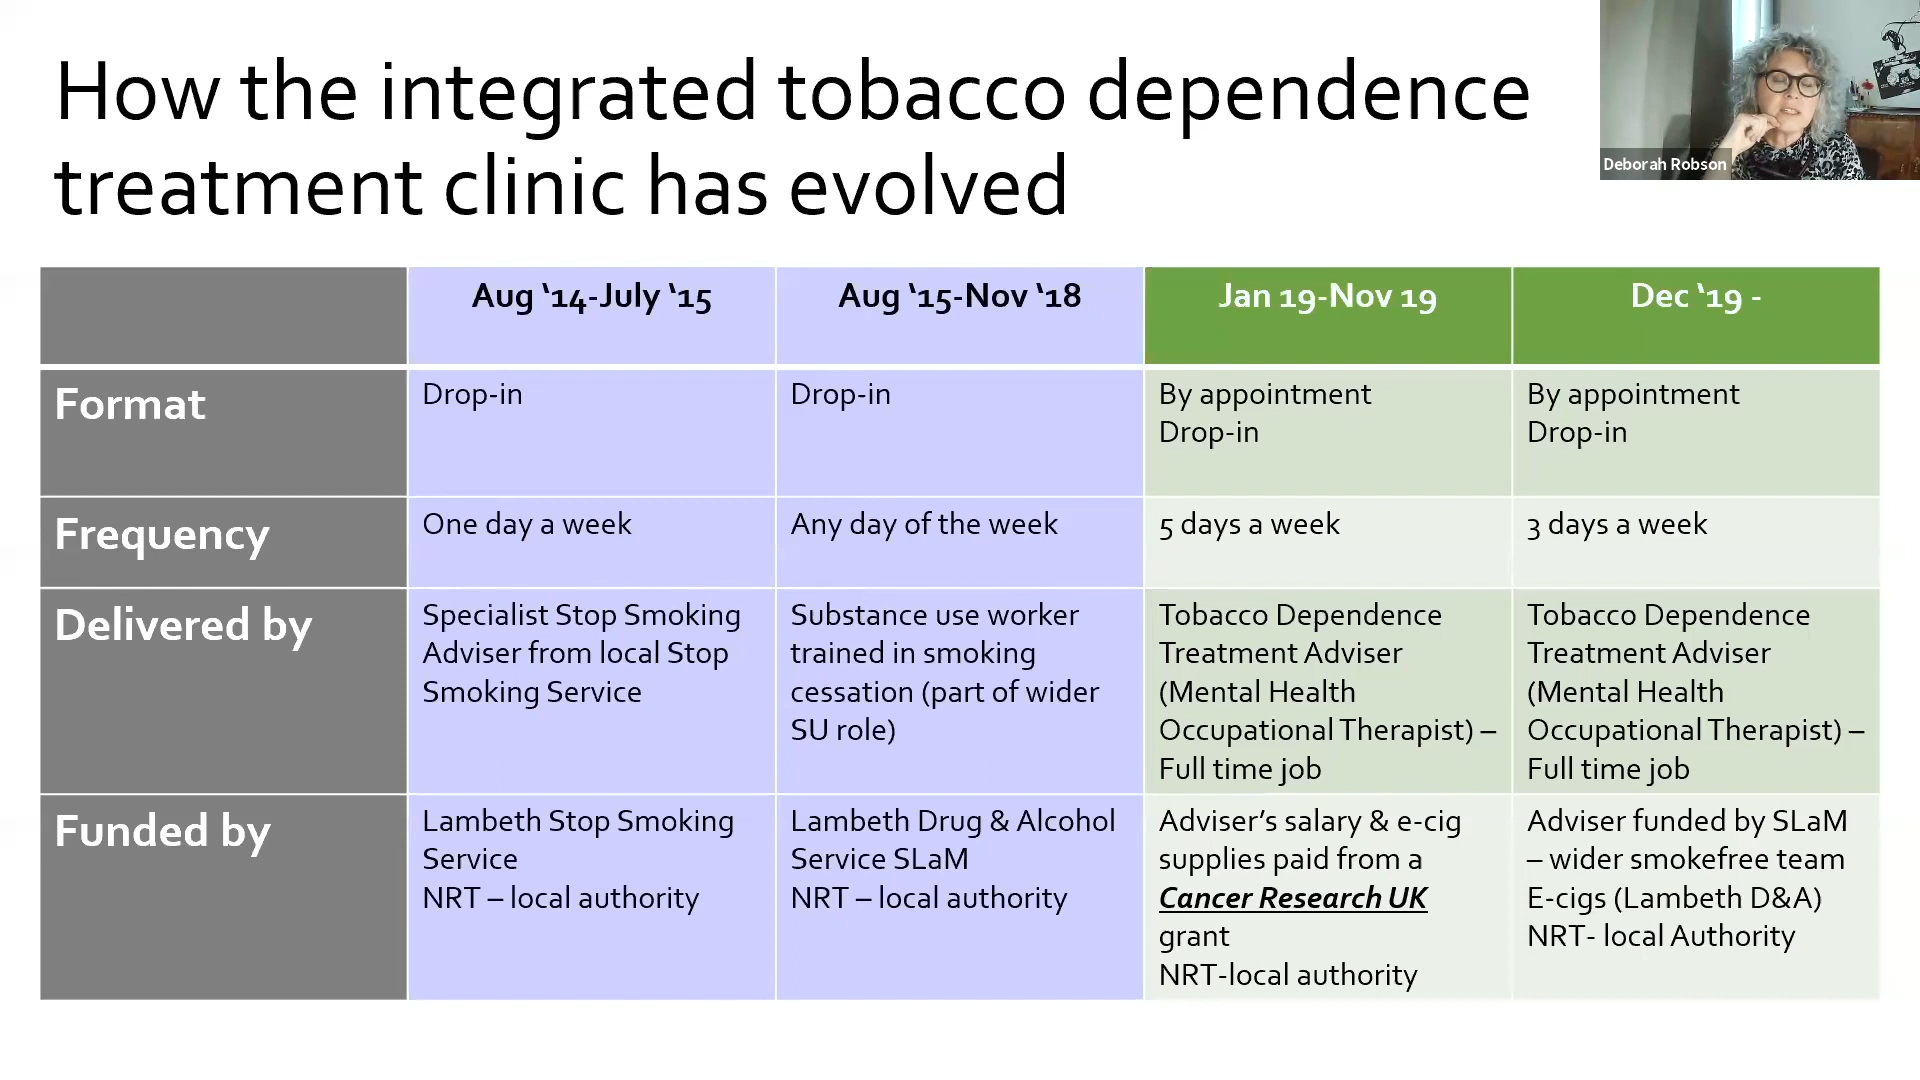 How the integrated tobacco dependence
treatment clinic has evolved
Deborah Robson
Aug ‘14-July ‘15
Aug ‘15-Nov ‘18
Jan 19-Nov 19
Dec ‘19 -
Format
Drop-in
Drop-in
By appointment
Drop-in
By appointment
Drop-in
Frequency
One day a week
Any day of the week
5 days a week
3 days a week
Delivered by
Specialist Stop Smoking
Adviser from local Stop
Smoking Service
Substance use worker
trained in smoking
cessation (part of wider
SU role)
Tobacco Dependence
Treatment Adviser
(Mental Health
Occupational Therapist) –
Full time job
Tobacco Dependence
Treatment Adviser
(Mental Health
Occupational Therapist) –
Full time job
Funded by
Lambeth Stop Smoking
Service
NRT – local authority
Lambeth Drug & Alcohol
Service SLaM
NRT – local authority
Adviser’s salary & e-cig
supplies paid from a
Cancer Research UK
grant
NRT-local authority
Adviser funded by SLaM
– wider smokefree team
E-cigs (Lambeth D&A)
NRT- local Authority